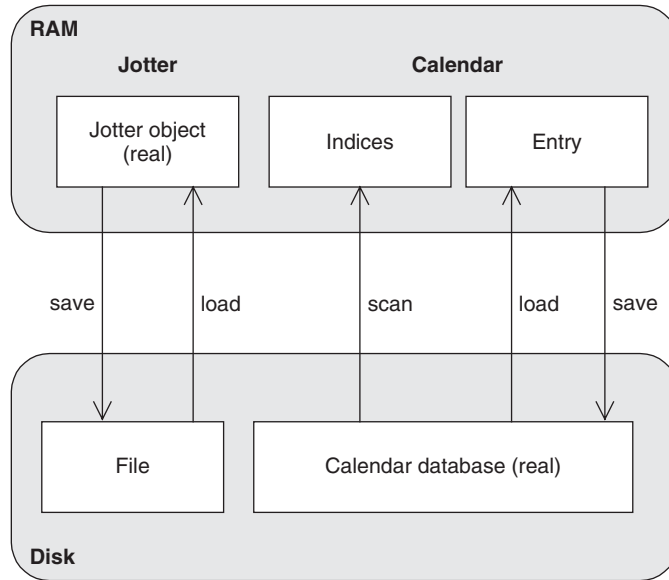 RAM
Jotter
Calendar
Jotter object
(real)
Indices
Entry
save
load
scan
load
save
File
Calendar database (real)
Disk